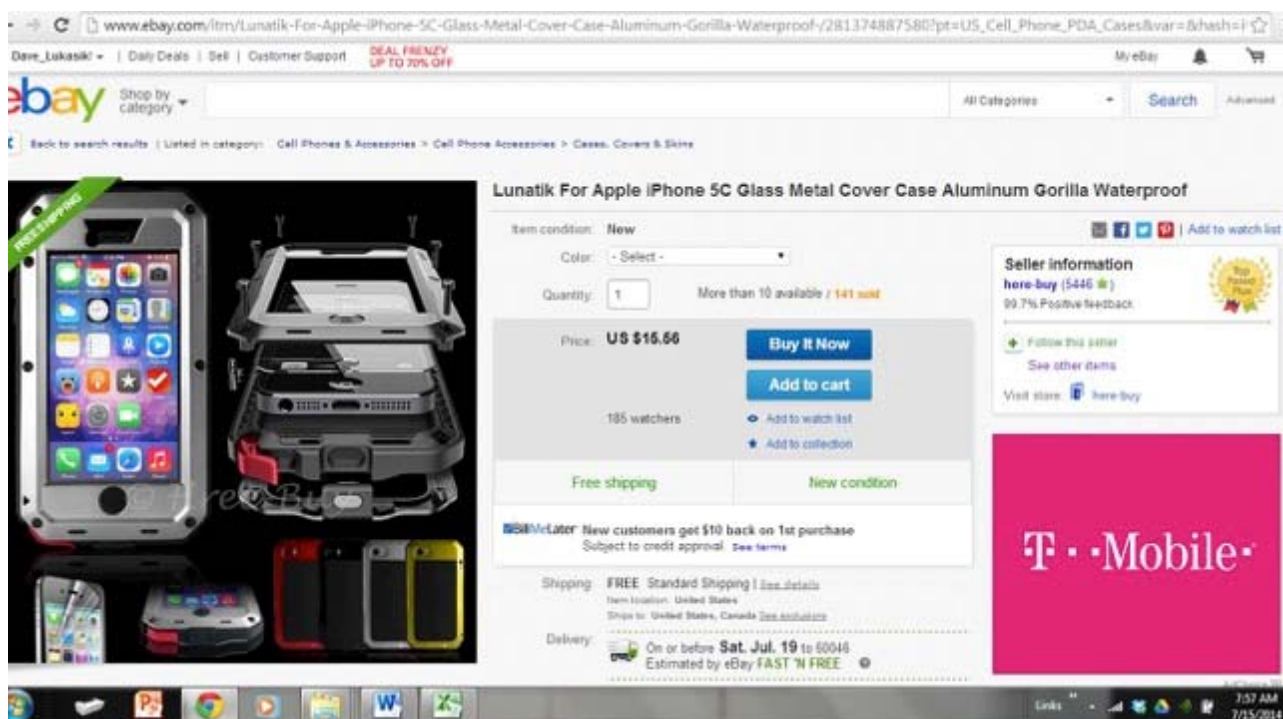 www.ebay.com/itm/Lunatik-For-Apple-iPhone-5C-Glass-Metal-Cover-Case-Aluminum-Gorilla-Waterproof-/281374887580?pt=US_Cell_Phone_PDA_Cases&var=&hash=i
Dave_Lukasik! | Daily Deals | Sell | Customer Support DEAL FRENZY UP TO 70% OFF My eBay
ebay Shop by category All Categories Search Advanced
Back to search results | Listed in category: Cell Phones & Accessories > Cell Phone Accessories > Cases, Covers & Skins
FREE SHIPPING
Lunatik For Apple iPhone 5C Glass Metal Cover Case Aluminum Gorilla Waterproof
Item condition: New
| Add to watch list
Color: - Select -
Quantity: 1 More than 10 available / 141 sold
Price: US $15.56
Buy It Now
Add to cart
185 watchers
Add to watch list
Add to collection
Free shipping New condition
BillMeLater New customers get $10 back on 1st purchase
Subject to credit approval. See terms
Shipping: FREE Standard Shipping | See details
Item location: United States
Ships to: United States, Canada See exclusions
Delivery: On or before Sat. Jul. 19 to 60046
Estimated by eBay FAST 'N FREE
Seller information
here-buy (5446)
99.7% Positive feedback
Top Rated Plus
Follow this seller
See other items
Visit store: here-buy
T-Mobile
AdChoice
Links
7:57 AM
7/15/2014